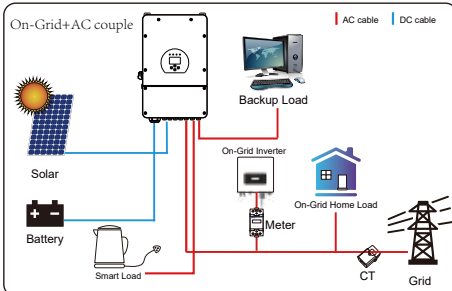 On-Grid+AC couple
AC cable
DC cable
Backup Load
Solar
On-Grid Inverter
On-Grid Home Load
Meter
Battery
Smart Load
CT
Grid